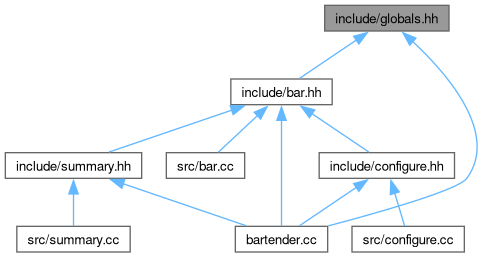 include/globals.hh
include/bar.hh
include/summary.hh
src/bar.cc
include/configure.hh
src/summary.cc
bartender.cc
src/configure.cc